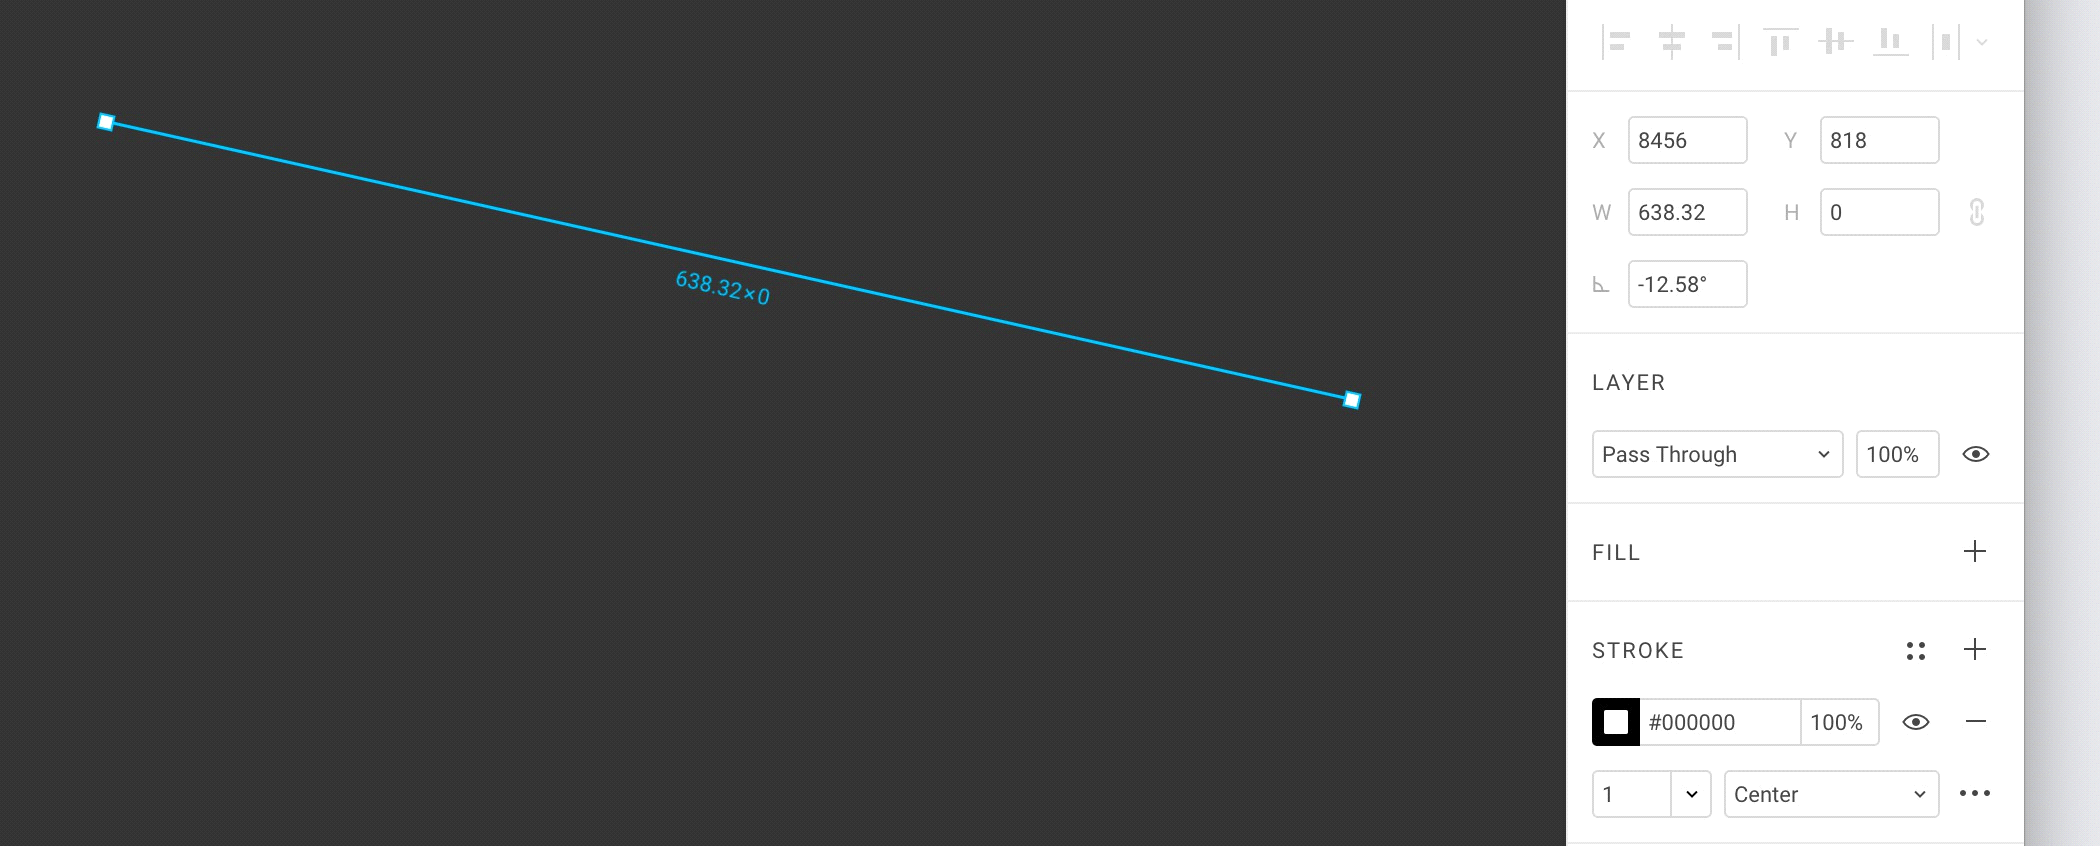 638.32×0
X 8456 Y 818
W 638.32 H 0
-12.58°
LAYER
Pass Through 100%
FILL
STROKE
#000000 100%
1 Center